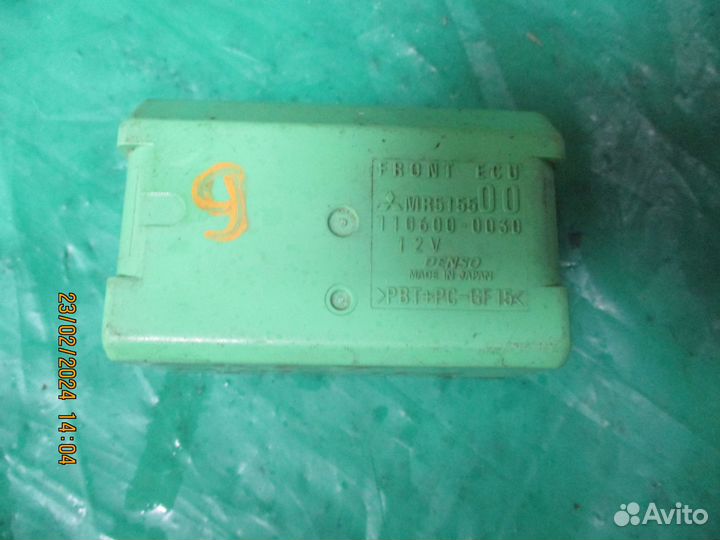 9
FRONT ECU
MR515500
110600-0030
12V
DENSO
MADE IN JAPAN
>PBT+PC-GF15<
23/02/2024 14:04
Avito